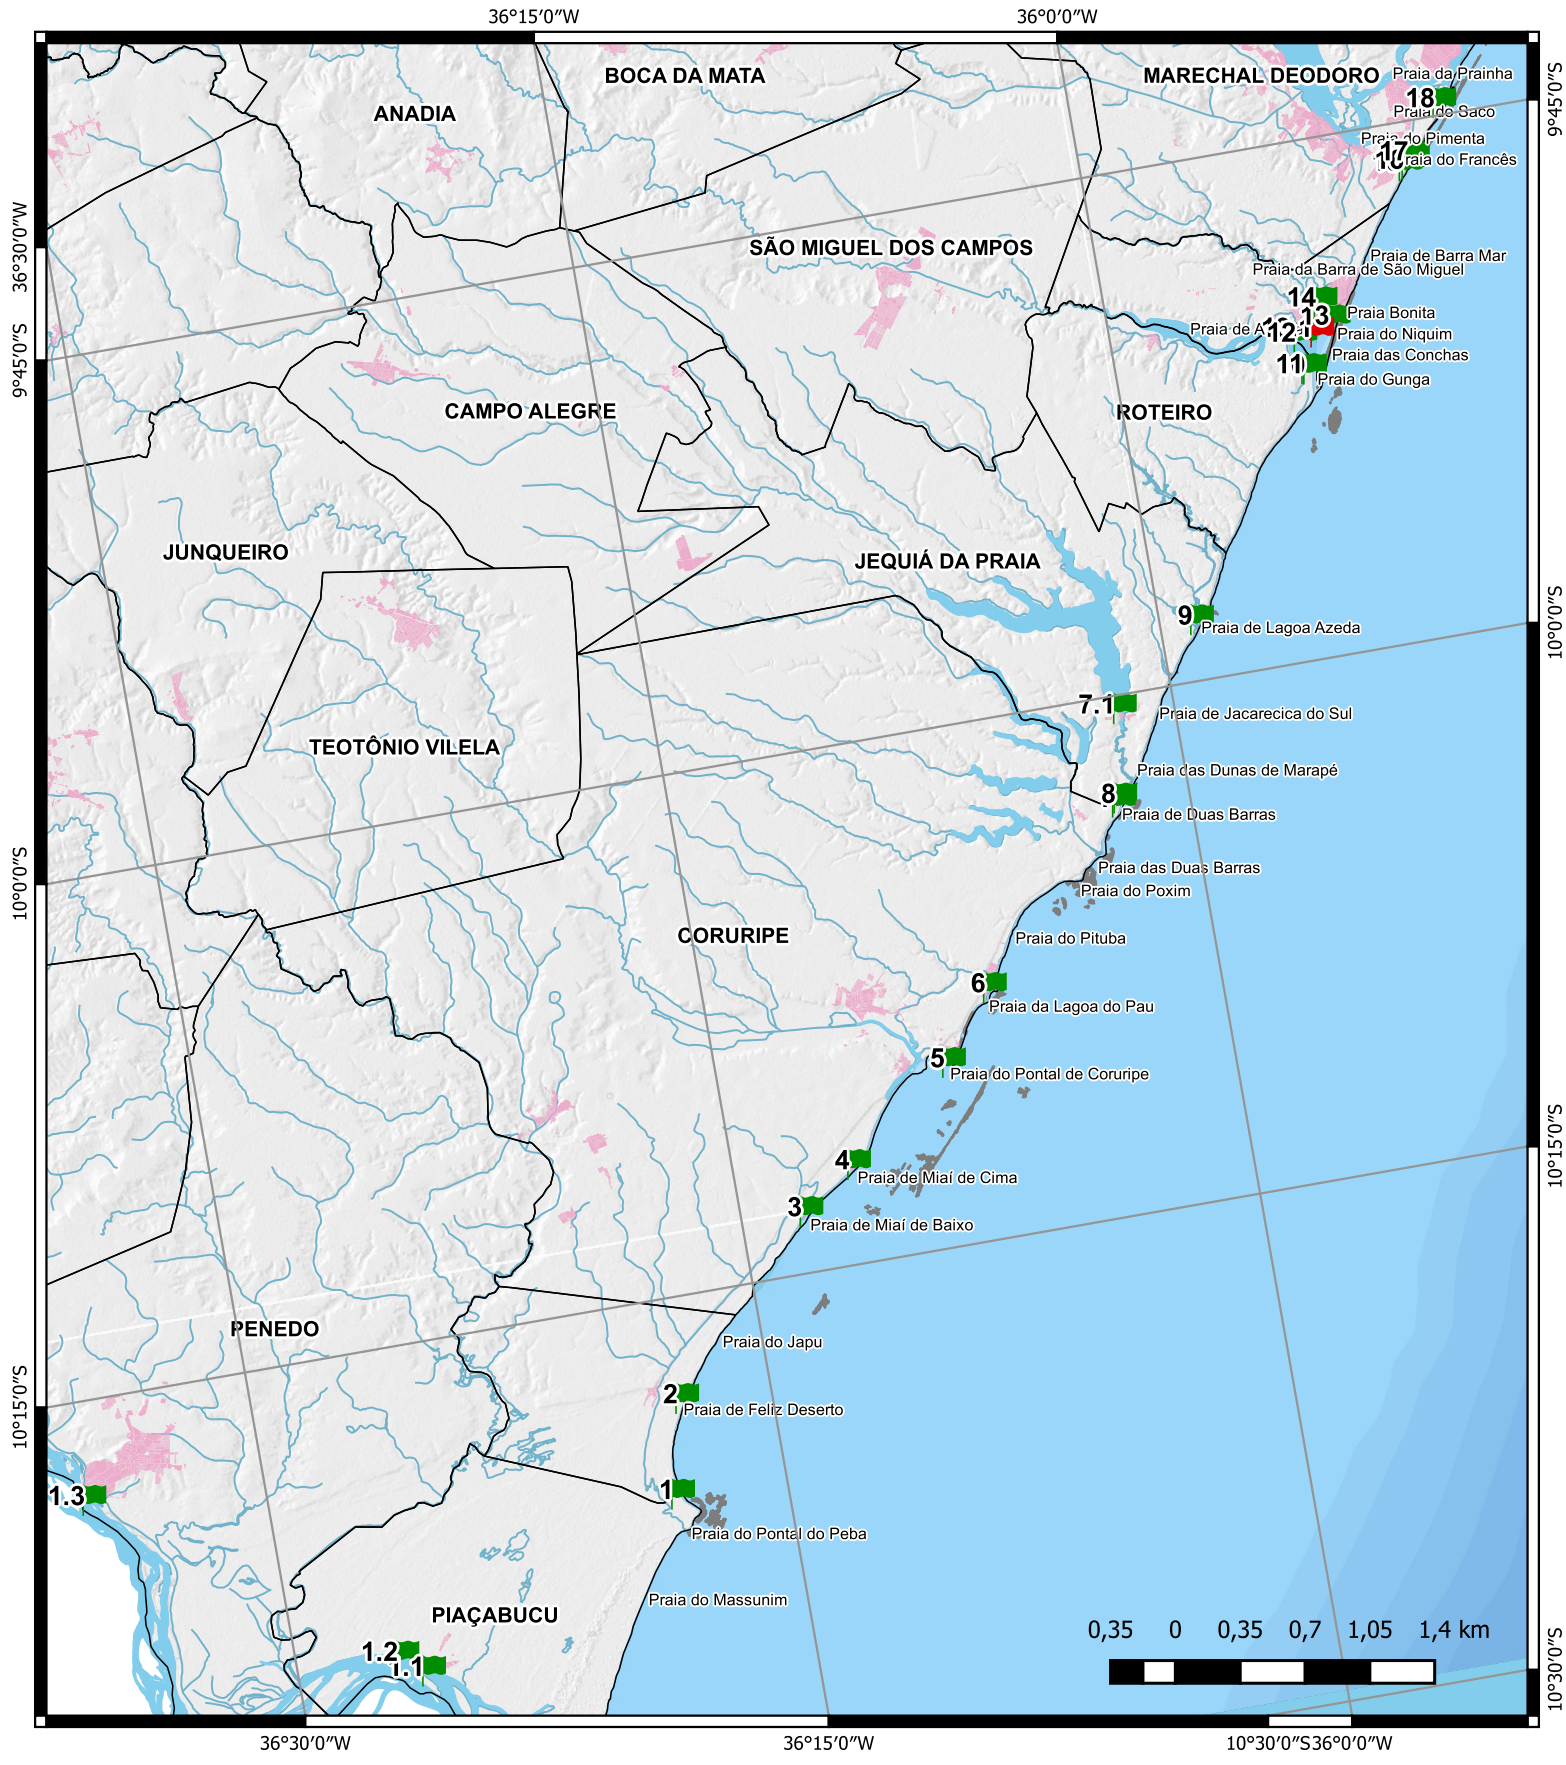 36°15′0″W
36°0′0″W
BOCA DA MATA
MARECHAL DEODORO
Praia da Prainha
ANADIA
18
Praia do Saco
9°45′0″S
Praia do Pimenta
17
Praia do Francês
36°30′0″W
SÃO MIGUEL DOS CAMPOS
Praia de Barra Mar
Praia da Barra de São Miguel
14
13
Praia Bonita
Praia de
12
Praia do Niquim
9°45′0″S
11
Praia das Conchas
Praia do Gunga
CAMPO ALEGRE
ROTEIRO
JUNQUEIRO
JEQUIÁ DA PRAIA
9
Praia de Lagoa Azeda
10°0′0″S
7.1
Praia de Jacarecica do Sul
TEOTÔNIO VILELA
Praia das Dunas de Marapé
8
Praia de Duas Barras
Praia das Duas Barras
10°0′0″S
Praia do Poxim
CORURIPE
Praia do Pituba
6
Praia da Lagoa do Pau
5
Praia do Pontal de Coruripe
4
Praia de Miaí de Cima
10°15′0″S
3
Praia de Miaí de Baixo
PENEDO
Praia do Japu
10°15′0″S
2
Praia de Feliz Deserto
1.3
1
Praia do Pontal do Peba
Praia do Massunim
PIAÇABUCU
1.2
1.1
0,35 0 0,35 0,7 1,05 1,4 km
10°30′0″S
36°30′0″W
36°15′0″W
10°30′0″S36°0′0″W